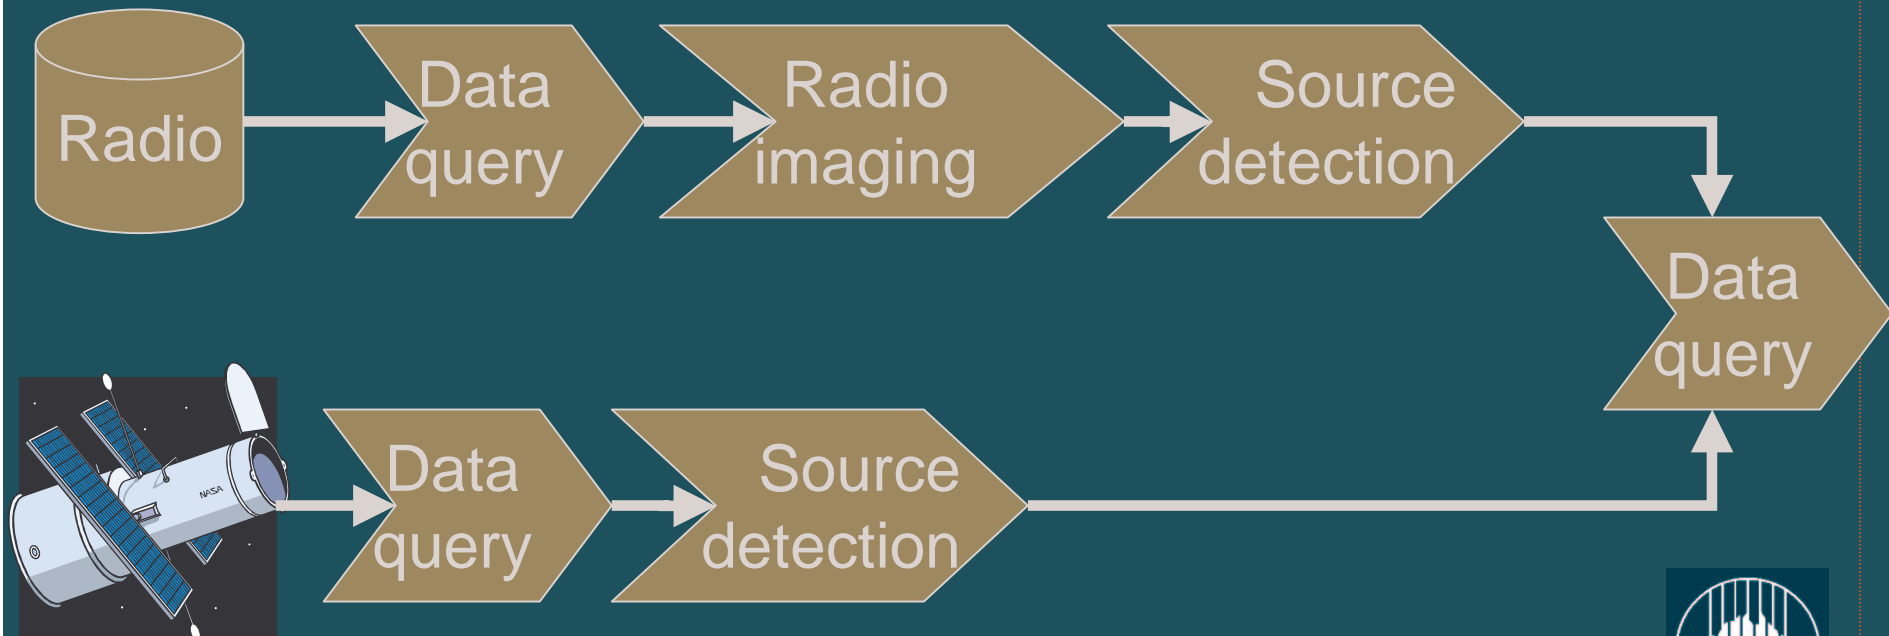 Radio
Data
query
Radio
imaging
Source
detection
Data
query
NASA
Data
query
Source
detection